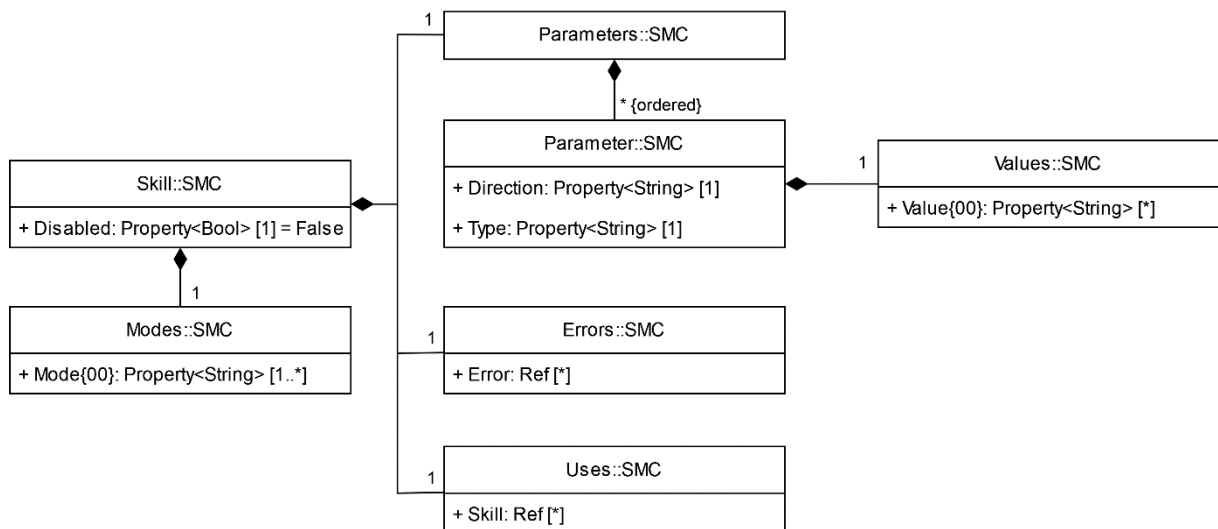 1
Parameters::SMC
* {ordered}
Parameter::SMC
+ Direction: Property<String> [1]
+ Type: Property<String> [1]
1
Values::SMC
+ Value{00}: Property<String> [*]
Skill::SMC
+ Disabled: Property<Bool> [1] = False
1
Modes::SMC
+ Mode{00}: Property<String> [1..*]
1
Errors::SMC
+ Error: Ref [*]
1
Uses::SMC
+ Skill: Ref [*]